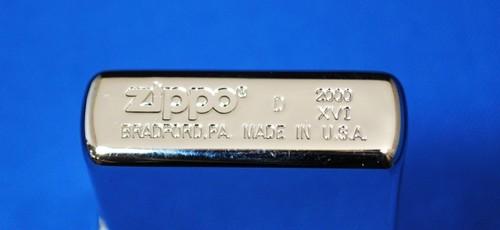 Zippo® D 2000
XVI
BRADFORD, PA. MADE IN U.S.A.